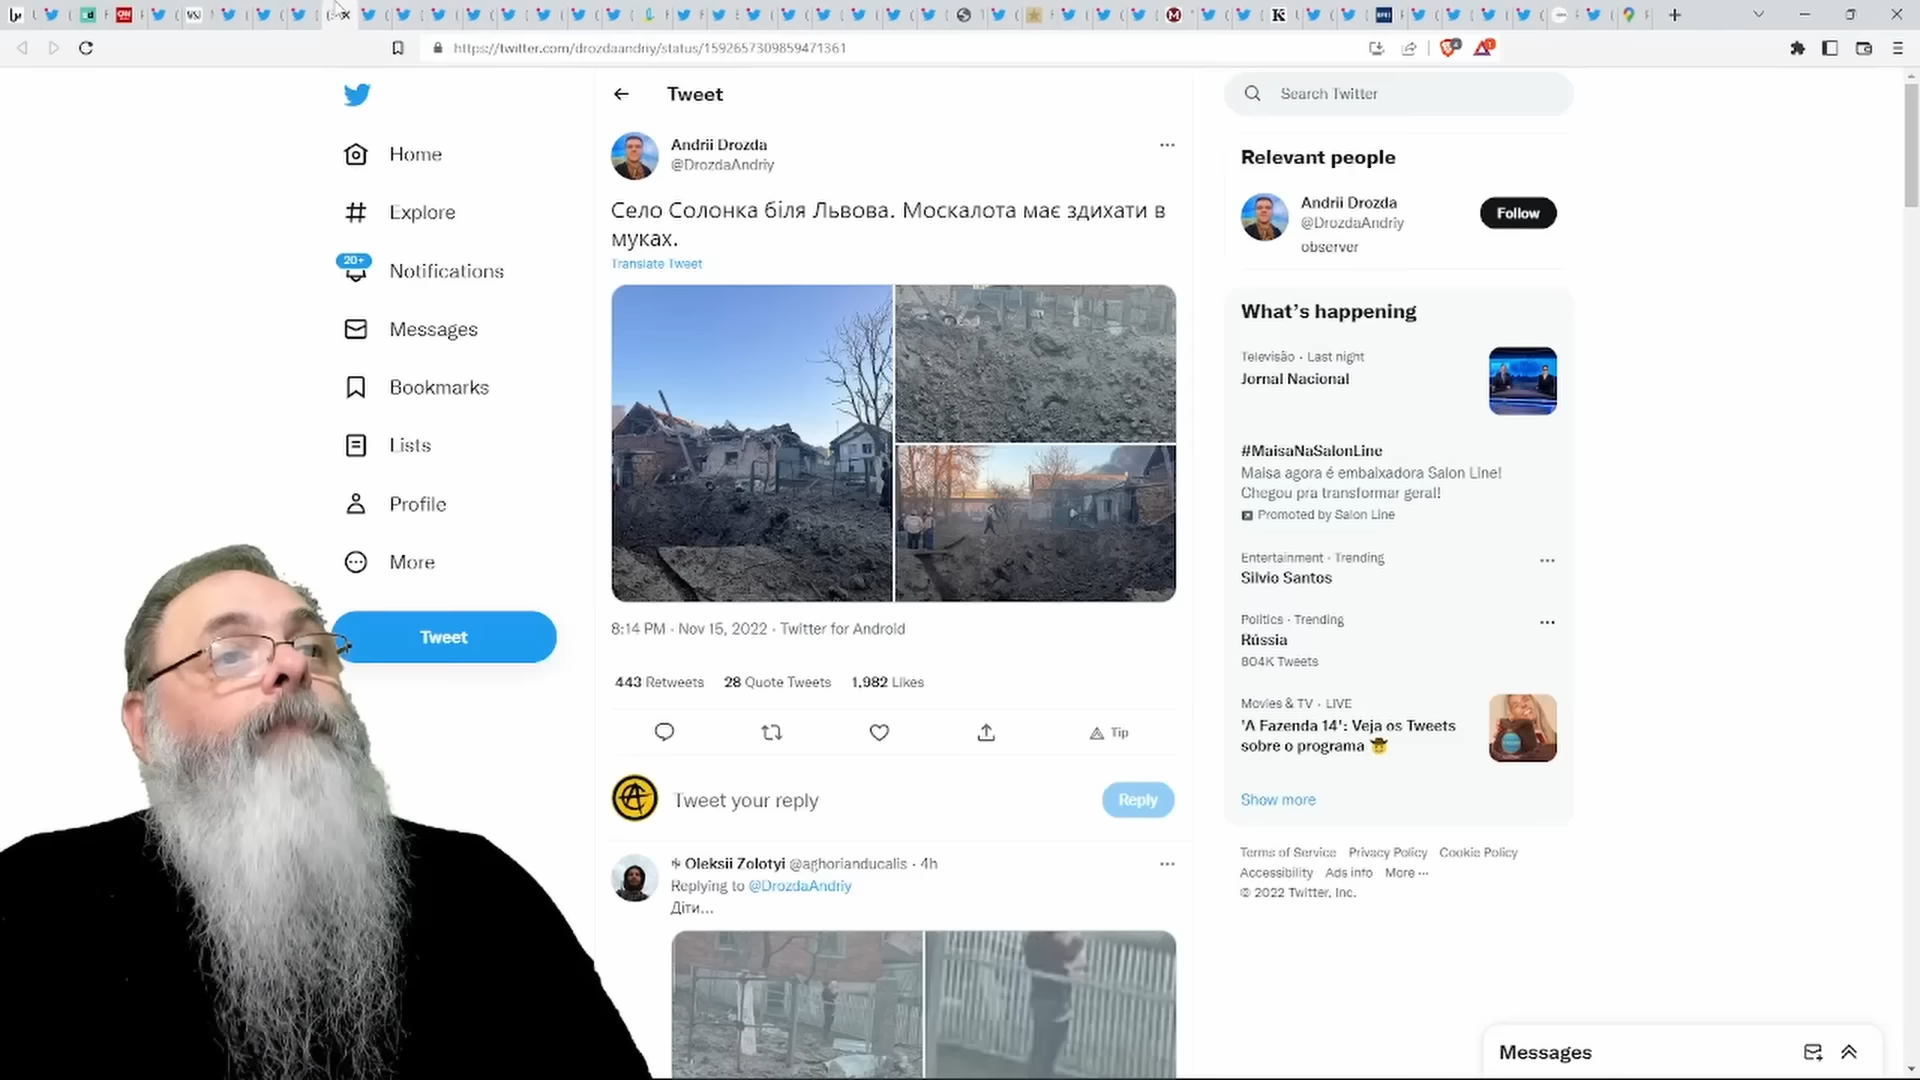 https://twitter.com/drozdaandriy/status/1592657309859471361
Home
Explore
20+
Notifications
Messages
Bookmarks
Lists
Profile
More
Tweet
Tweet
Andrii Drozda
@DrozdaAndriy
Село Солонка біля Львова. Москалота має здихати в
муках.
Translate Tweet
8:14 PM · Nov 15, 2022 · Twitter for Android
443 Retweets 28 Quote Tweets 1,982 Likes
Tip
Tweet your reply
Reply
Oleksii Zolotyi @aghorianducalis · 4h
Replying to @DrozdaAndriy
Діти...
Search Twitter
Relevant people
Andrii Drozda
@DrozdaAndriy
observer
Follow
What's happening
Televisão · Last night
Jornal Nacional
#MaisaNaSalonLine
Maisa agora é embaixadora Salon Line!
Chegou pra transformar geral!
Promoted by Salon Line
Entertainment · Trending
Silvio Santos
Politics · Trending
Rússia
804K Tweets
Movies & TV · LIVE
'A Fazenda 14': Veja os Tweets
sobre o programa 🤠
Show more
Terms of Service Privacy Policy Cookie Policy
Accessibility Ads info More ···
© 2022 Twitter, Inc.
Messages